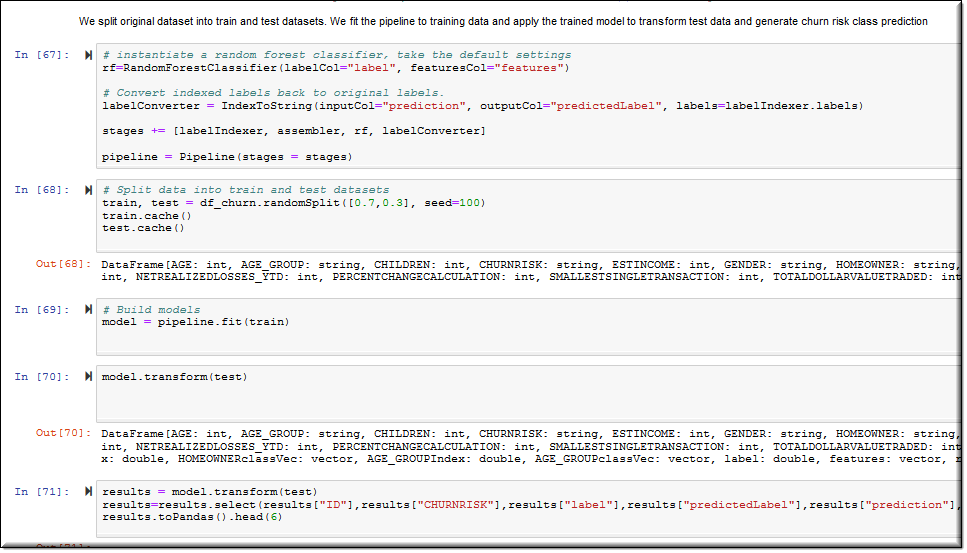 We split original dataset into train and test datasets. We fit the pipeline to training data and apply the trained model to transform test data and generate churn risk class prediction
In [67]:
# instantiate a random forest classifier, take the default settings
rf=RandomForestClassifier(labelCol="label", featuresCol="features")
# Convert indexed labels back to original labels.
labelConverter = IndexToString(inputCol="prediction", outputCol="predictedLabel", labels=labelIndexer.labels)
stages += [labelIndexer, assembler, rf, labelConverter]
pipeline = Pipeline(stages = stages)
In [68]:
# Split data into train and test datasets
train, test = df_churn.randomSplit([0.7,0.3], seed=100)
train.cache()
test.cache()
Out[68]: DataFrame[AGE: int, AGE_GROUP: string, CHILDREN: int, CHURNRISK: string, ESTINCOME: int, GENDER: string, HOMEOWNER: string,
int, NETREALIZEDLOSSES_YTD: int, PERCENTCHANGECALCULATION: int, SMALLESTSINGLETRANSACTION: int, TOTALDOLLARVALUETRADED: int
In [69]:
# Build models
model = pipeline.fit(train)
In [70]: model.transform(test)
Out[70]: DataFrame[AGE: int, AGE_GROUP: string, CHILDREN: int, CHURNRISK: string, ESTINCOME: int, GENDER: string, HOMEOWNER: string,
int, NETREALIZEDLOSSES_YTD: int, PERCENTCHANGECALCULATION: int, SMALLESTSINGLETRANSACTION: int, TOTALDOLLARVALUETRADED: int
x: double, HOMEOWNERclassVec: vector, AGE_GROUPIndex: double, AGE_GROUPclassVec: vector, label: double, features: vector, r
In [71]: results = model.transform(test)
results=results.select(results["ID"],results["CHURNRISK"],results["label"],results["predictedLabel"],results["prediction"],
results.toPandas().head(6)